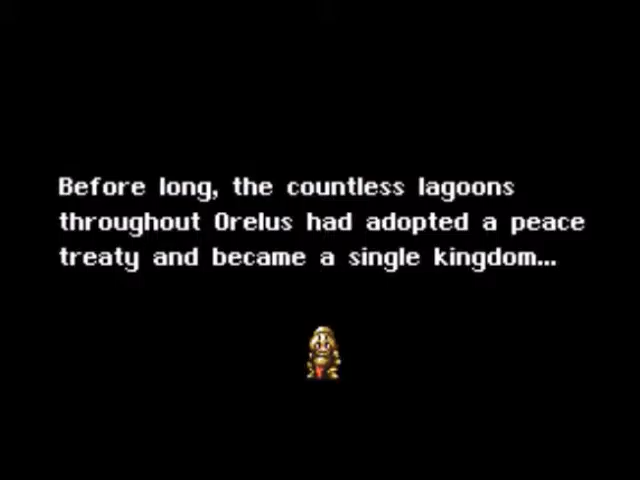 Before long, the countless lagoons
throughout Orelus had adopted a peace
treaty and became a single kingdom...